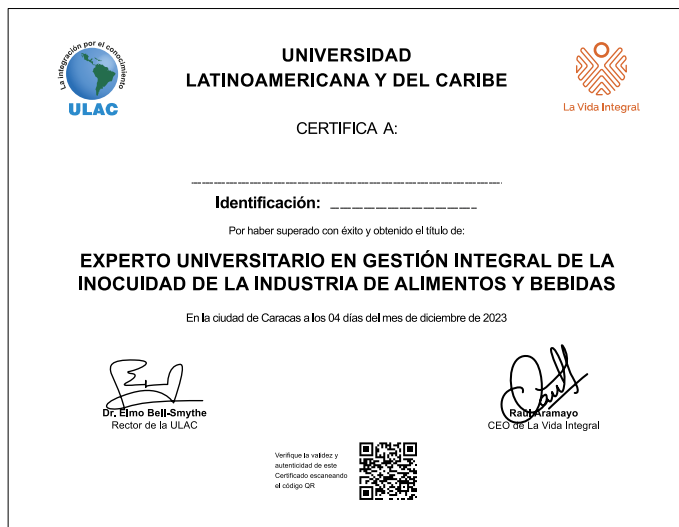 La integración por el conocimiento
ULAC
UNIVERSIDAD
LATINOAMERICANA Y DEL CARIBE
La Vida Integral
CERTIFICA A:
Identificación:
Por haber superado con éxito y obtenido el título de:
EXPERTO UNIVERSITARIO EN GESTIÓN INTEGRAL DE LA
INOCUIDAD DE LA INDUSTRIA DE ALIMENTOS Y BEBIDAS
En la ciudad de Caracas a los 04 días del mes de diciembre de 2023
Dr. Elmo Bell-Smythe
Rector de la ULAC
Raúl Aramayo
CEO de La Vida Integral
Verifique la validez y
autenticidad de este
Certificado escaneando
el código QR